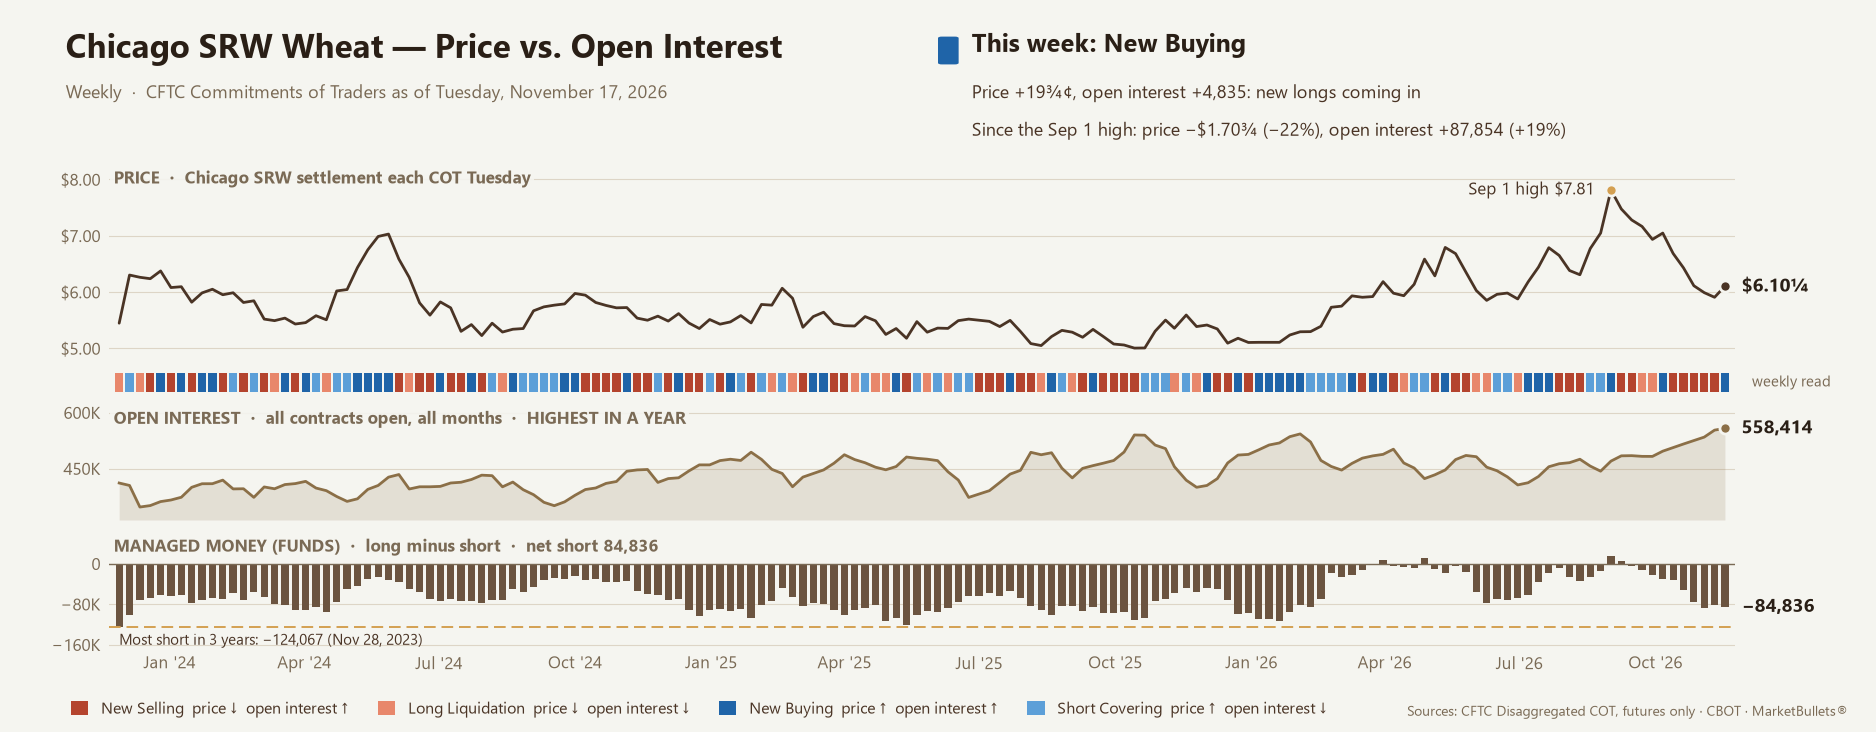 Chicago SRW Wheat — Price vs. Open Interest
Weekly · CFTC Commitments of Traders as of Tuesday, November 17, 2026
This week: New Buying
Price +19¾¢, open interest +4,835: new longs coming in
Since the Sep 1 high: price −$1.70¾ (−22%), open interest +87,854 (+19%)
$8.00
PRICE · Chicago SRW settlement each COT Tuesday
Sep 1 high $7.81
$7.00
$6.00
$6.10¼
$5.00
weekly read
600K
OPEN INTEREST · all contracts open, all months · HIGHEST IN A YEAR
558,414
450K
MANAGED MONEY (FUNDS) · long minus short · net short 84,836
0
−80K
−84,836
Most short in 3 years: −124,067 (Nov 28, 2023)
−160K
Jan '24 Apr '24 Jul '24 Oct '24 Jan '25 Apr '25 Jul '25 Oct '25 Jan '26 Apr '26 Jul '26 Oct '26
New Selling price↓ open interest↑ Long Liquidation price↓ open interest↓ New Buying price↑ open interest↑ Short Covering price↑ open interest↓
Sources: CFTC Disaggregated COT, futures only · CBOT · MarketBullets®